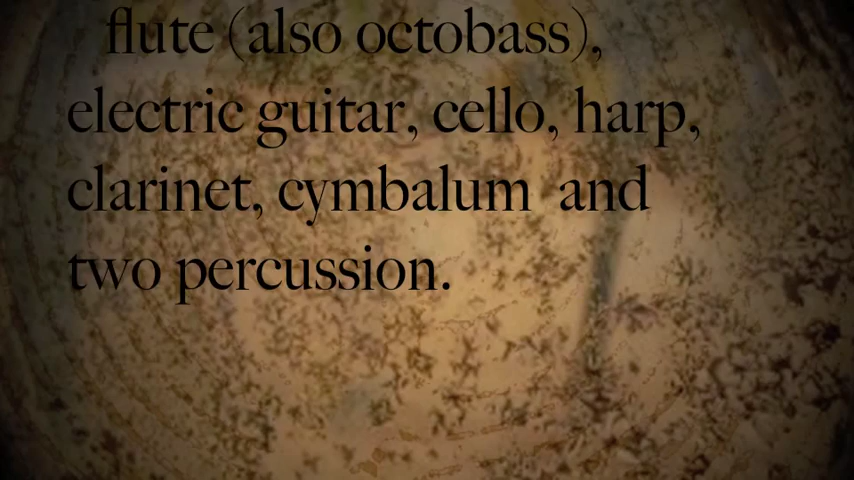 flute (also octobass),
electric guitar, cello, harp,
clarinet, cymbalum and
two percussion.